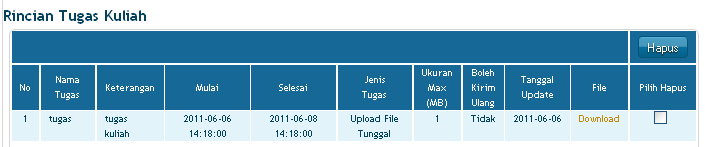 Rincian Tugas Kuliah
Hapus
No Nama Tugas Keterangan Mulai Selesai Jenis Tugas Ukuran Max (MB) Boleh Kirim Ulang Tanggal Update File Pilih Hapus
1 tugas tugas kuliah 2011-06-06 14:18:00 2011-06-08 14:18:00 Upload File Tunggal 1 Tidak 2011-06-06 Download